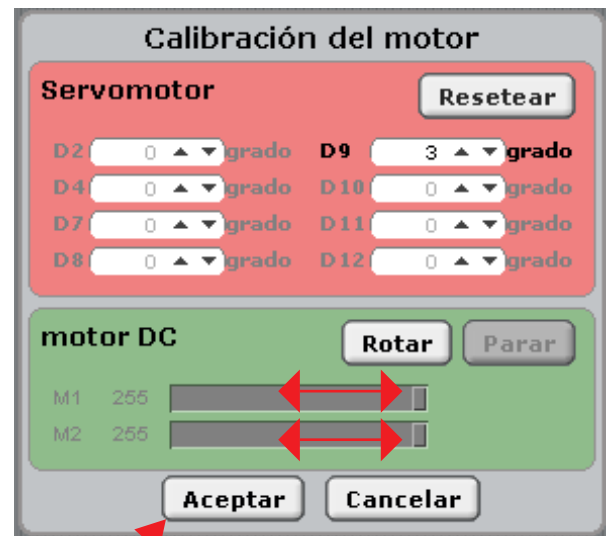 Calibración del motor
Servomotor Resetear
D2 0 grado D9 3 grado
D4 0 grado D10 0 grado
D7 0 grado D11 0 grado
D8 0 grado D12 0 grado
motor DC Rotar Parar
M1 255
M2 255
Aceptar Cancelar